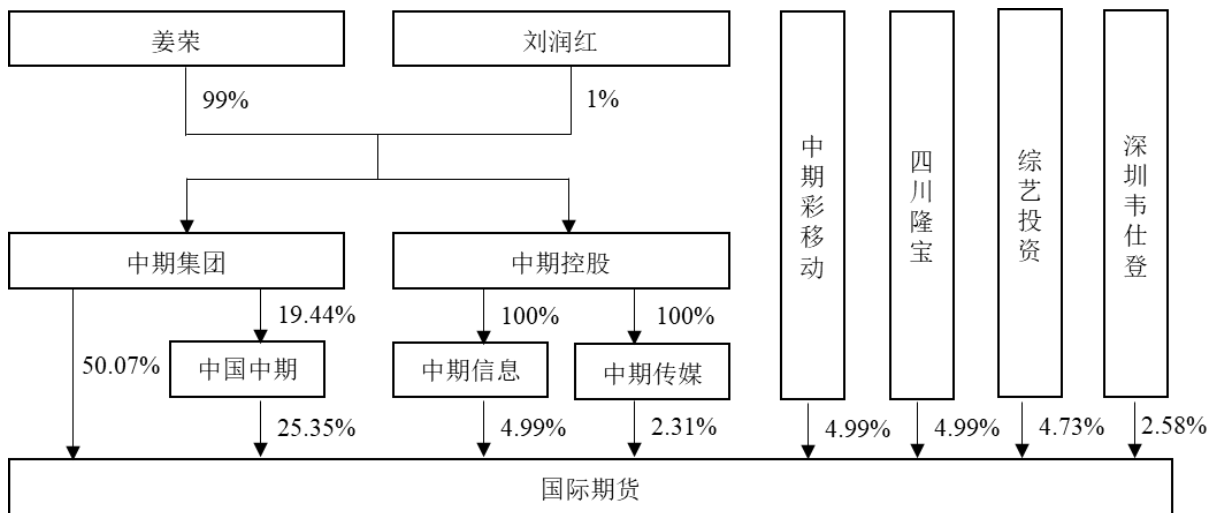 姜荣
刘润红
99%
1%
中期彩移动
四川隆宝
综艺投资
深圳韦仕登
中期集团
中期控股
19.44%
100%
100%
50.07%
中国中期
中期信息
中期传媒
25.35%
4.99%
2.31%
4.99%
4.99%
4.73%
2.58%
国际期货